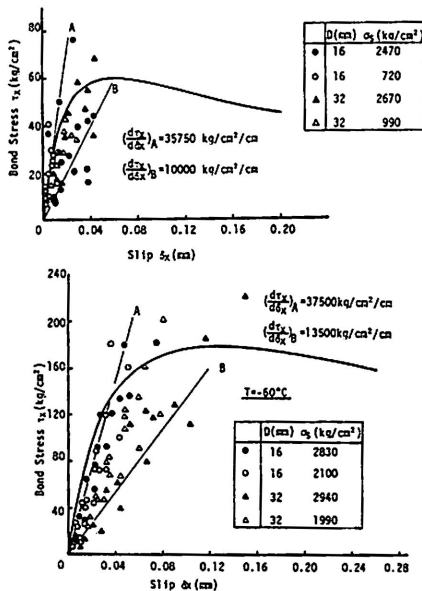 D(mm) σs(kg/cm²)
● 16 2470
○ 16 720
▲ 32 2670
△ 32 990
Bond Stress τx(kg/cm²)
80
60
40
20
0
A
B
(dτx/dδx)A=35750 kg/cm²/cm
(dτx/dδx)B=10000 kg/cm²/cm
0 0.04 0.08 0.12 0.16 0.20
Slip δx(mm)
Bond Stress τx(kg/cm²)
240
200
160
120
80
40
A
B
(dτx/dδx)A=37500kg/cm²/cm
(dτx/dδx)B=13500kg/cm²/cm
T=-60°C
D(mm) σs(kg/cm²)
● 16 2830
○ 16 2100
▲ 32 2940
△ 32 1990
0 0.04 0.08 0.12 0.16 0.20 0.24 0.28
Slip δx(mm)